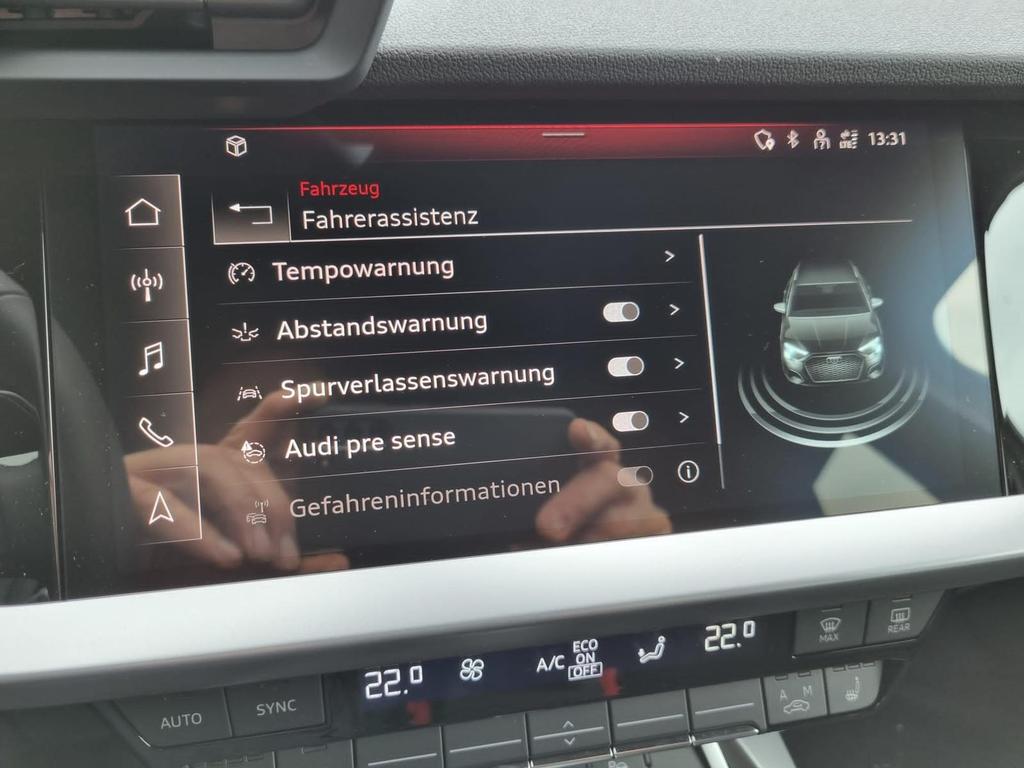 LTE 13:31
Fahrzeug
Fahrerassistenz
Tempowarnung
Abstandswarnung
Spurverlassenswarnung
Audi pre sense
Gefahreninformationen
22.0
A/C
ECO
ON
OFF
22.0
MAX
REAR
AUTO
SYNC
A M